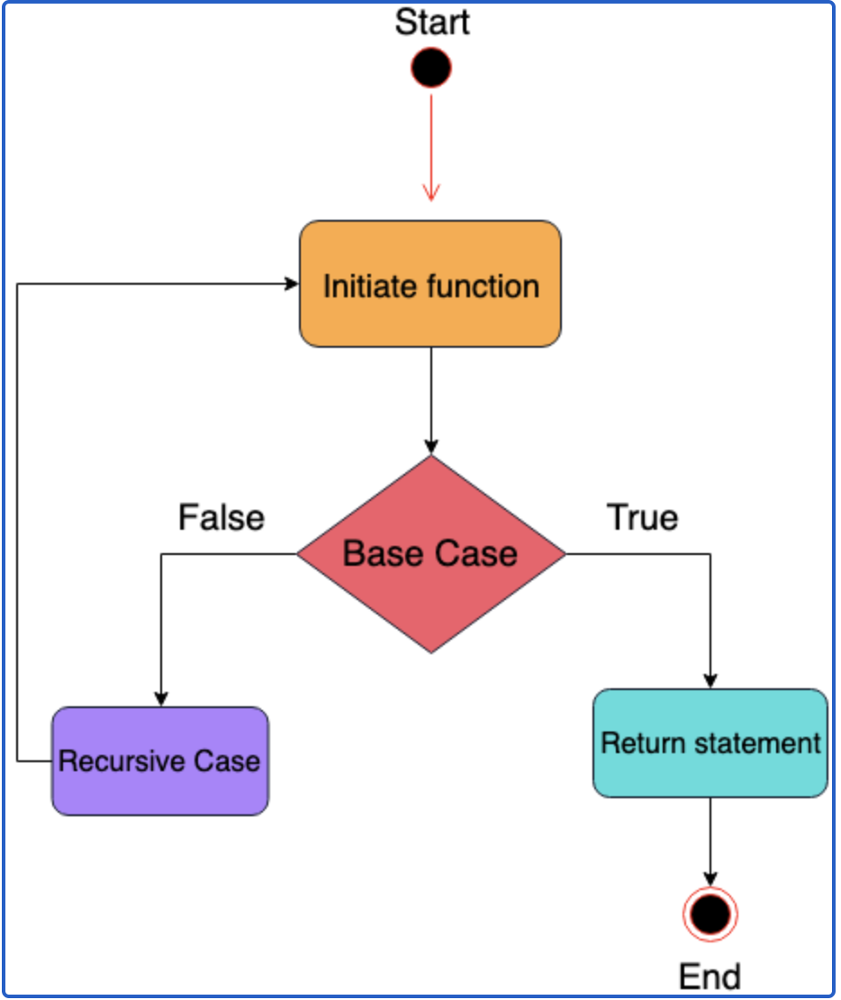 Start
Initiate function
False
True
Base Case
Recursive Case
Return statement
End